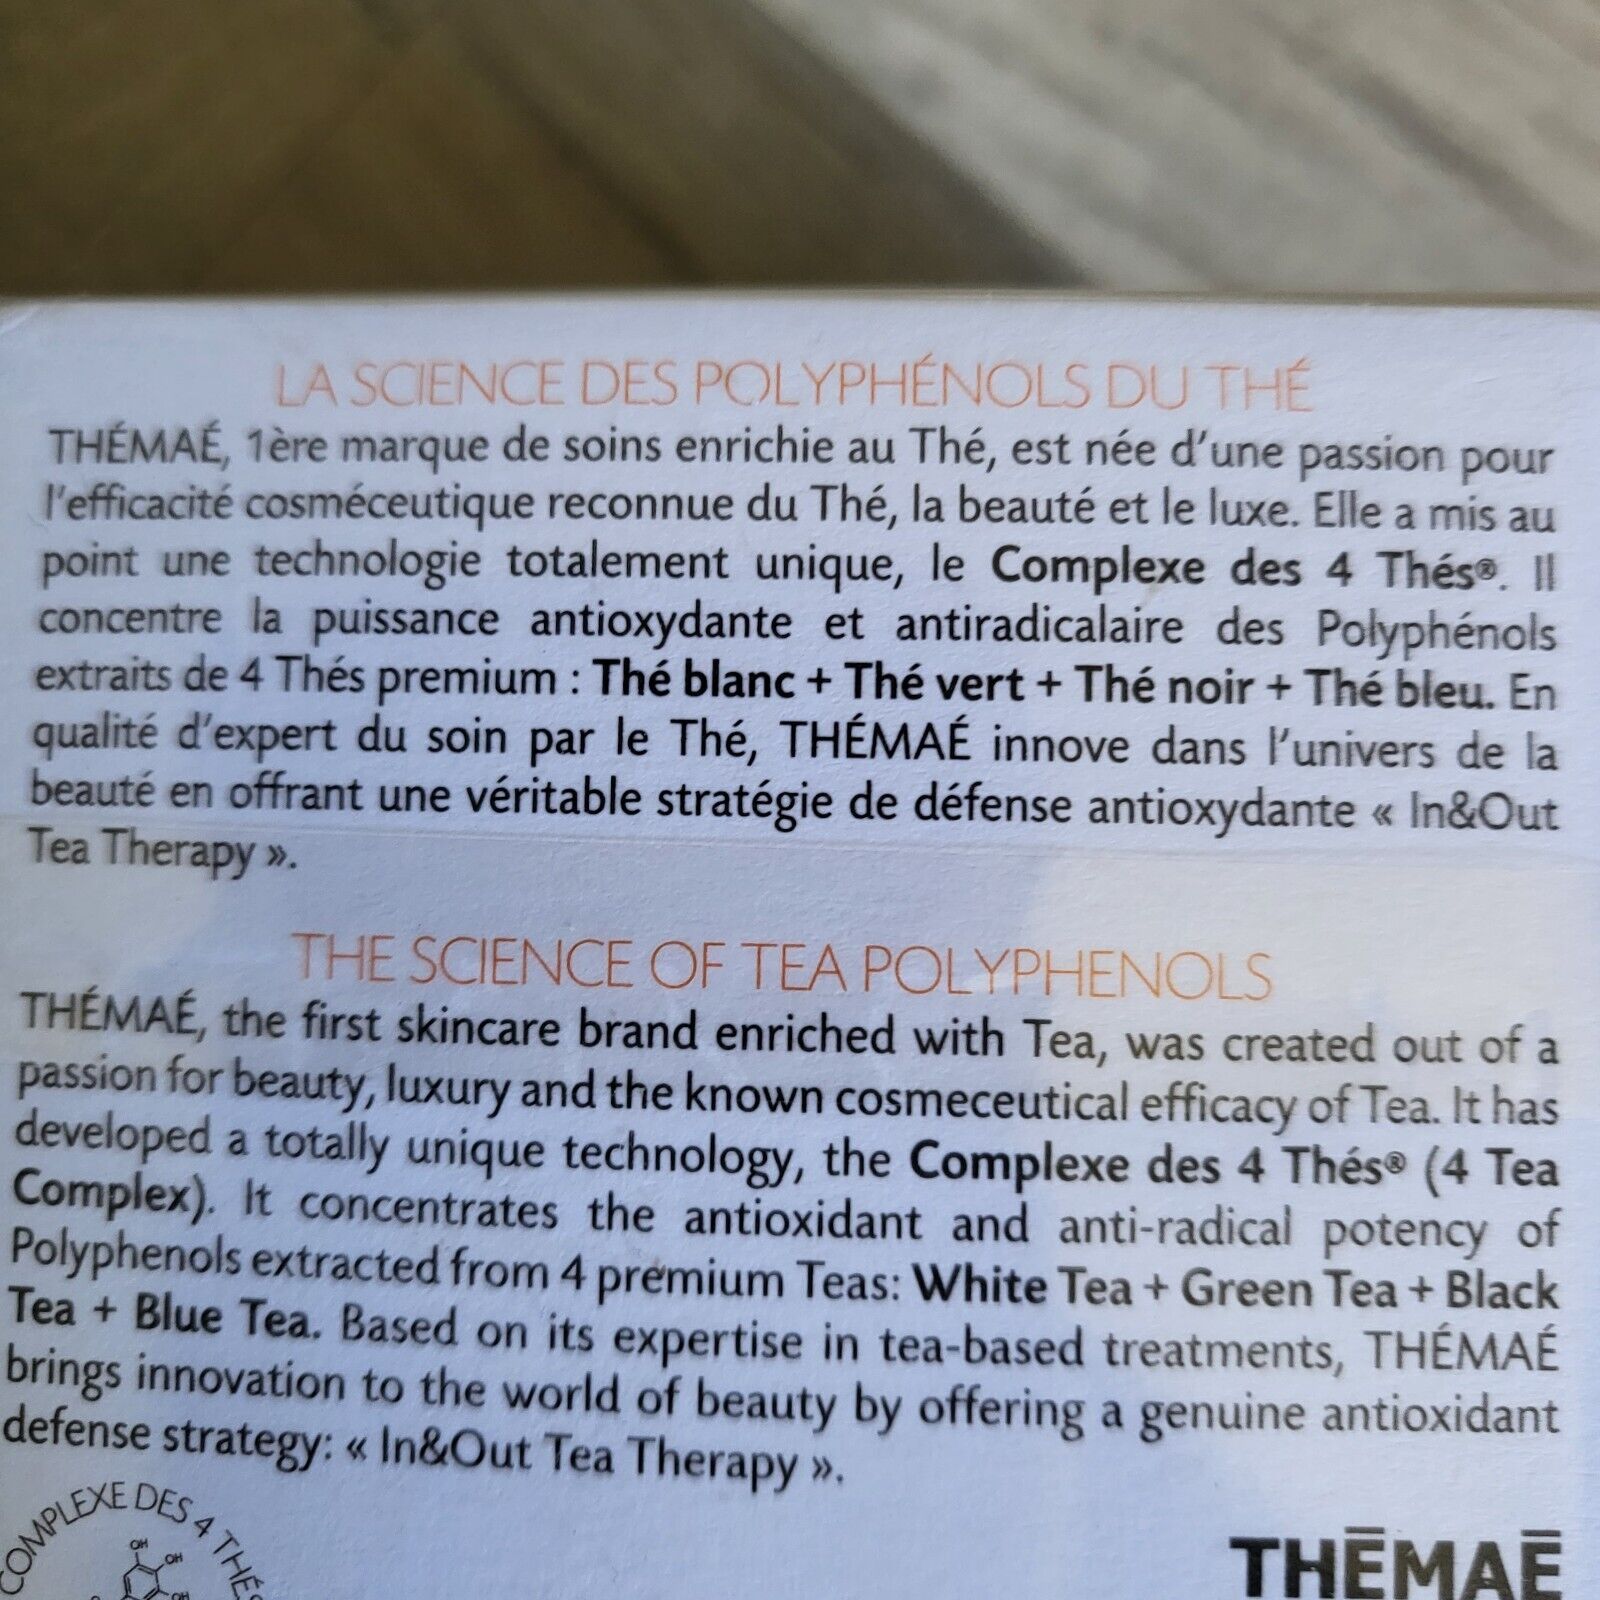 LA SCIENCE DES POLYPHÉNOLS DU THÉ
THÉMAÉ, 1ère marque de soins enrichie au Thé, est née d'une passion pour
l'efficacité cosméceutique reconnue du Thé, la beauté et le luxe. Elle a mis au
point une technologie totalement unique, le Complexe des 4 Thés®. Il
concentre la puissance antioxydante et antiradicalaire des Polyphénols
extraits de 4 Thés premium : Thé blanc + Thé vert + Thé noir + Thé bleu. En
qualité d'expert du soin par le Thé, THÉMAÉ innove dans l'univers de la
beauté en offrant une véritable stratégie de défense antioxydante « In&Out
Tea Therapy ».
THE SCIENCE OF TEA POLYPHENOLS
THÉMAÉ, the first skincare brand enriched with Tea, was created out of a
passion for beauty, luxury and the known cosmeceutical efficacy of Tea. It has
developed a totally unique technology, the Complexe des 4 Thés® (4 Tea
Complex). It concentrates the antioxidant and anti-radical potency of
Polyphenols extracted from 4 premium Teas: White Tea + Green Tea + Black
Tea + Blue Tea. Based on its expertise in tea-based treatments, THÉMAÉ
brings innovation to the world of beauty by offering a genuine antioxidant
defense strategy: « In&Out Tea Therapy ».
COMPLEXE DES 4 THÉS
OH
OH
THĒMAĒ